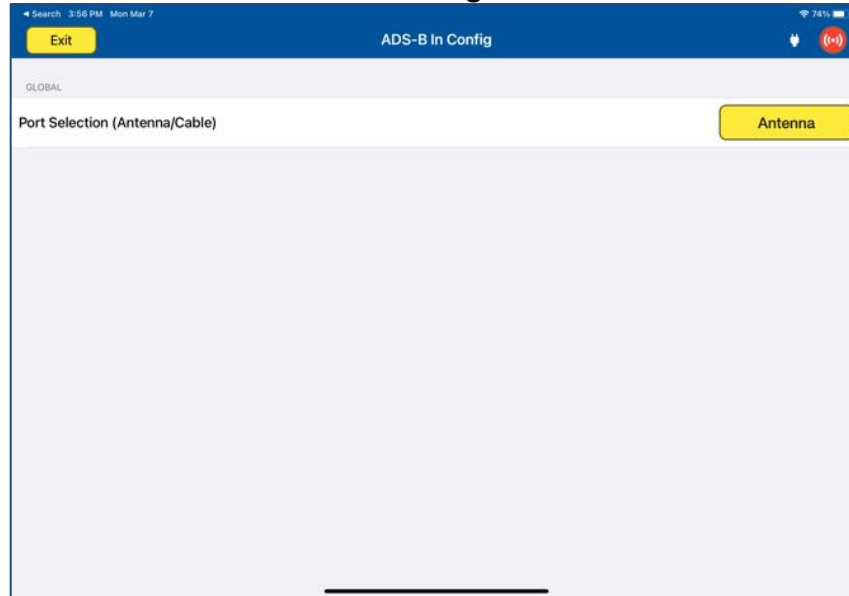 Search 3:56 PM Mon Mar 7 74%
Exit ADS-B In Config
GLOBAL
Port Selection (Antenna/Cable) Antenna